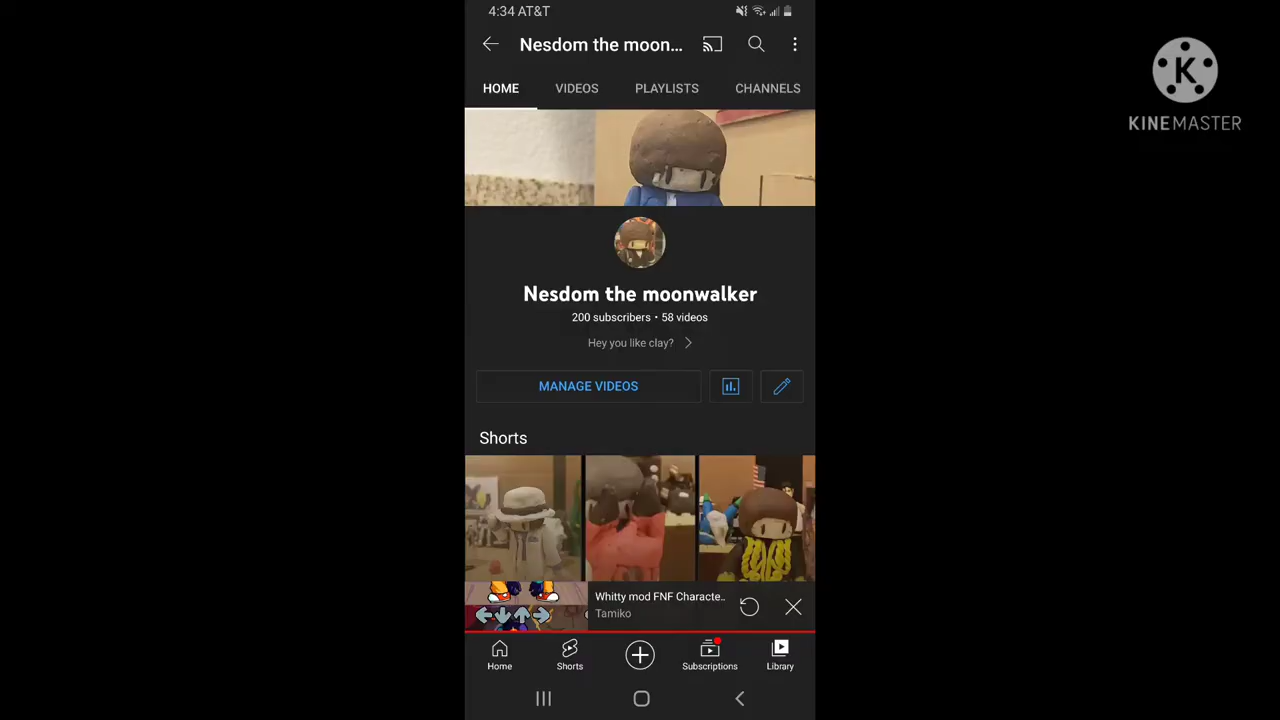 4:34 AT&T
Nesdom the moon...
HOME VIDEOS PLAYLISTS CHANNELS
K
KINEMASTER
Nesdom the moonwalker
200 subscribers • 58 videos
Hey you like clay?
MANAGE VIDEOS
Shorts
Whitty mod FNF Characte..
Tamiko
Home Shorts Subscriptions Library